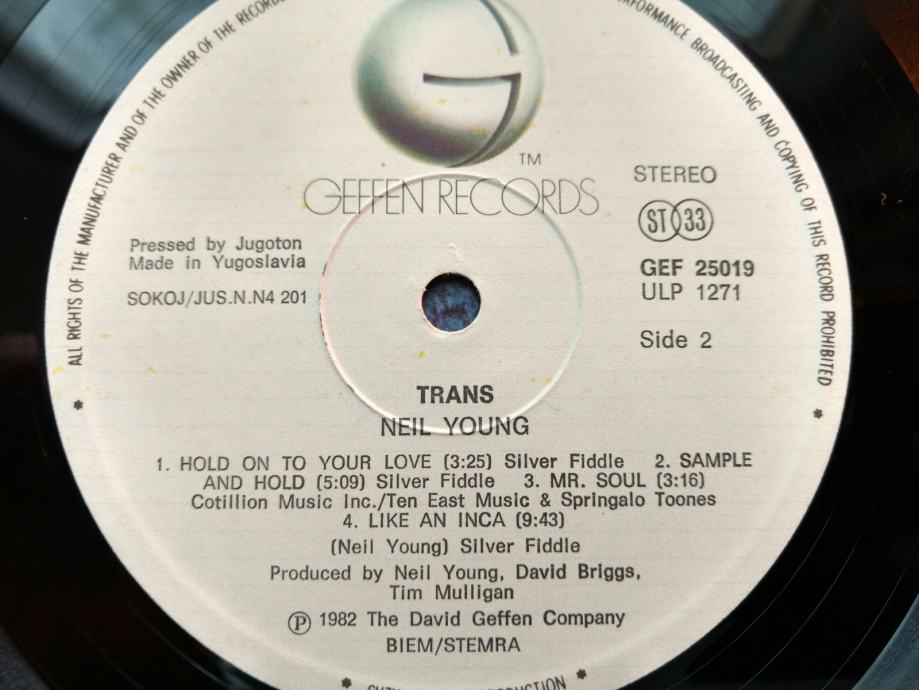 ALL RIGHTS OF THE MANUFACTURER AND OF THE OWNER OF THE RECORDED
PERFORMANCE BROADCASTING AND COPYING OF THIS RECORD PROHIBITED
TM
GEFFEN RECORDS
STEREO
ST 33
Pressed by Jugoton
Made in Yugoslavia
SOKOJ/JUS.N.N4 201
GEF 25019
ULP 1271
Side 2
TRANS
NEIL YOUNG
1. HOLD ON TO YOUR LOVE (3:25) Silver Fiddle 2. SAMPLE
AND HOLD (5:09) Silver Fiddle 3. MR. SOUL (3:16)
Cotillion Music Inc./Ten East Music & Springalo Toones
4. LIKE AN INCA (9:43)
(Neil Young) Silver Fiddle
Produced by Neil Young, David Briggs,
Tim Mulligan
Ⓟ 1982 The David Geffen Company
BIEM/STEMRA